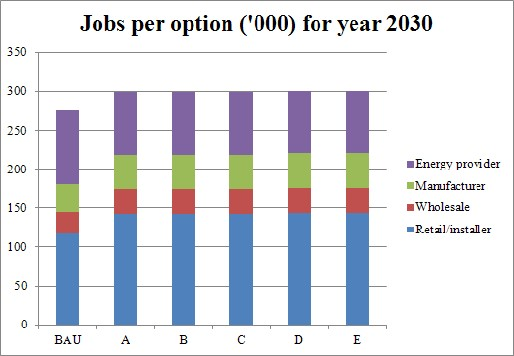 Jobs per option ('000) for year 2030
350
300
250
200
150
100
50
0
BAU A B C D E
Energy provider
Manufacturer
Wholesale
Retail/installer